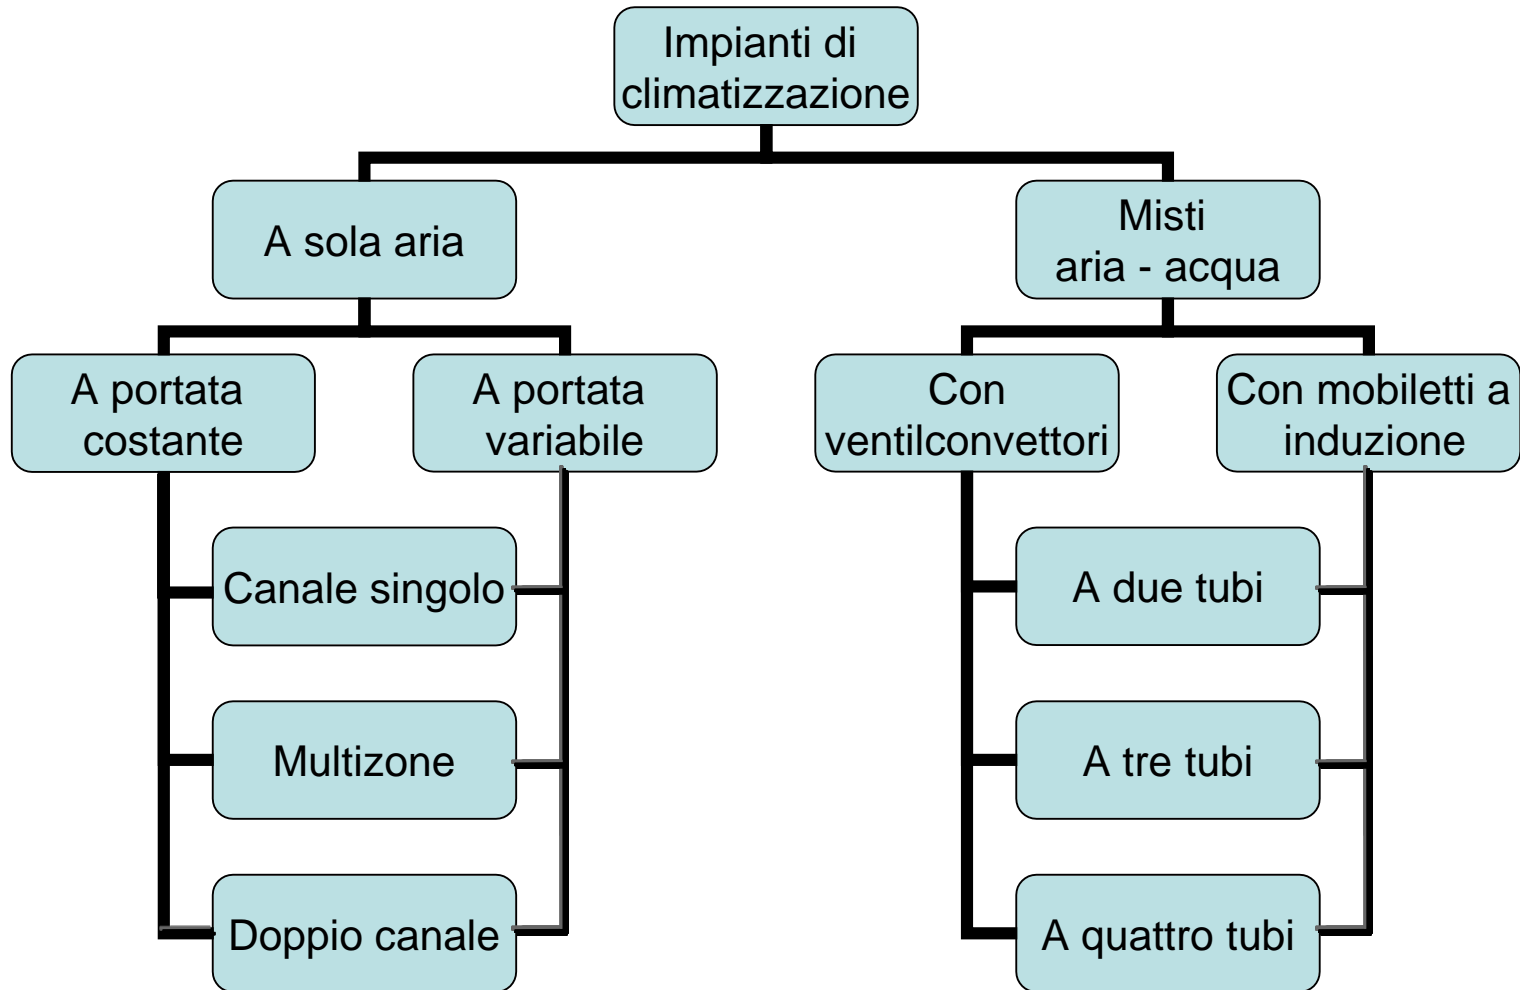 Impianti di
climatizzazione
A sola aria
Misti
aria - acqua
A portata
costante
A portata
variabile
Con
ventilconvettori
Con mobiletti a
induzione
Canale singolo
A due tubi
Multizone
A tre tubi
Doppio canale
A quattro tubi